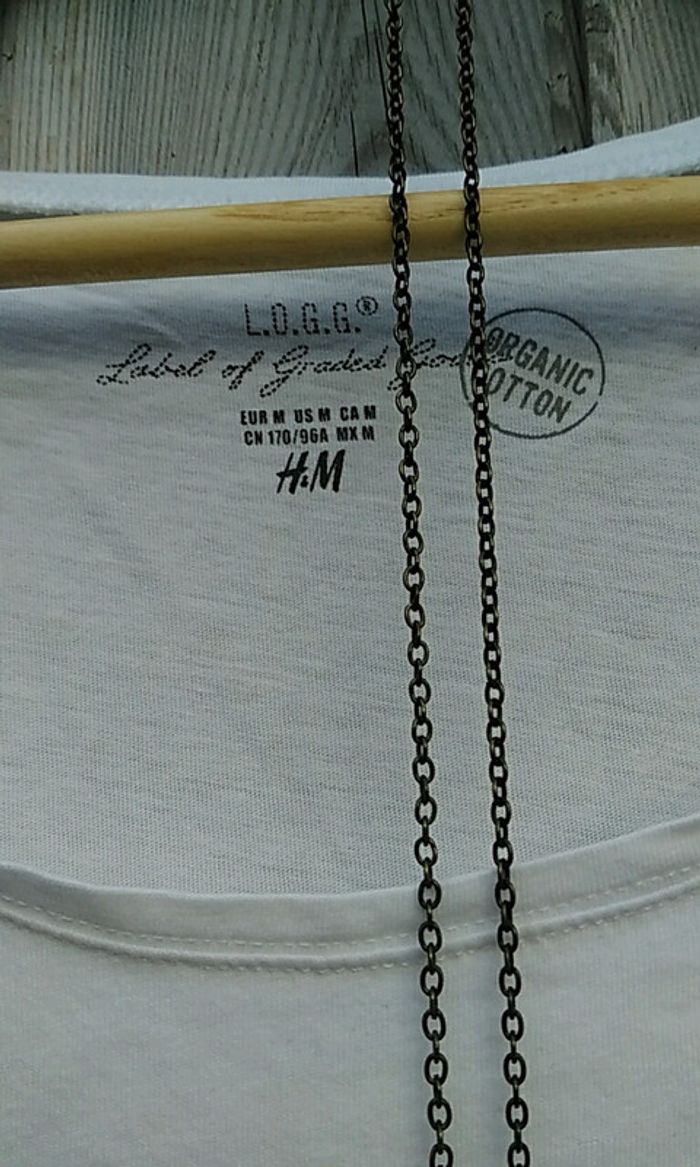 L.O.G.G.®
Label of Graded
ORGANIC
COTTON
EUR M US M CA M
CN 170/96A MX M
H&M